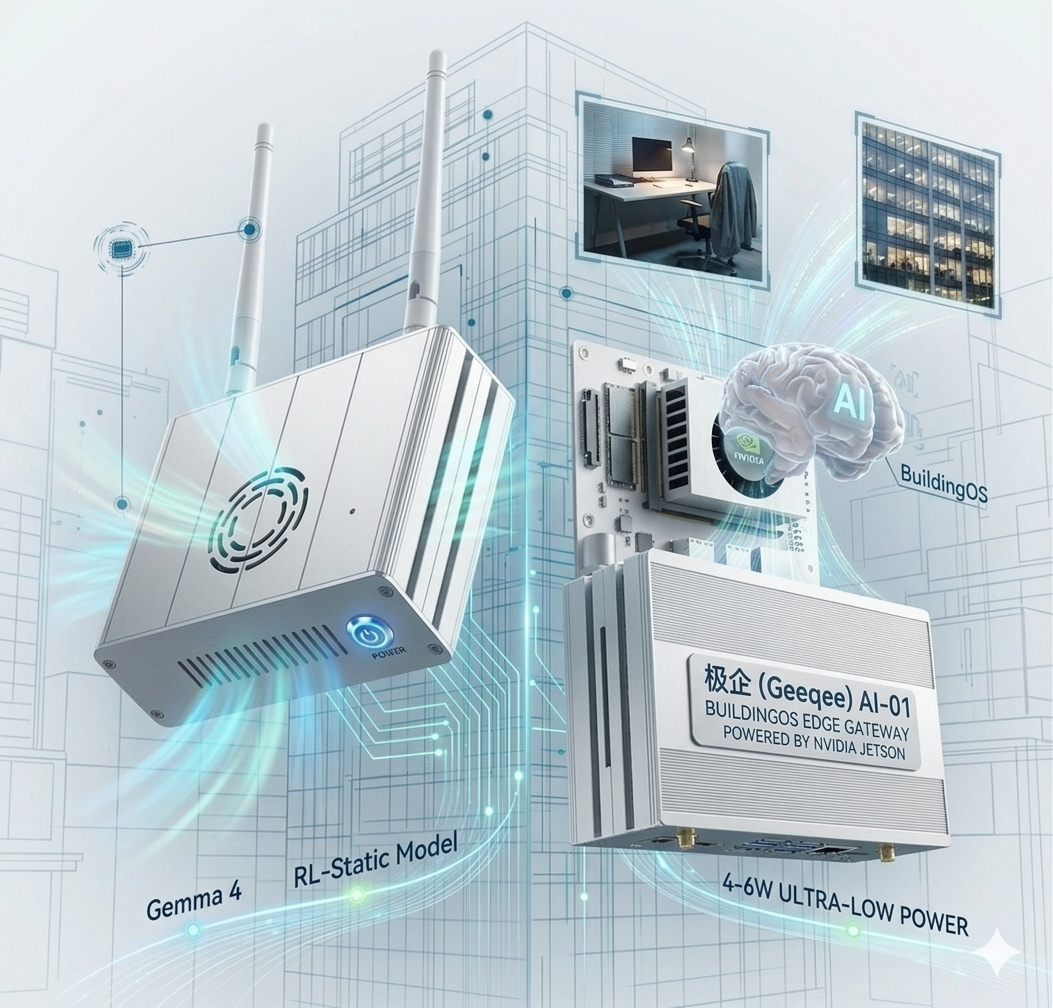 AI
BuildingOS
POWER
极企 (Geeqee) AI-01
BUILDINGOS EDGE GATEWAY
POWERED BY NVIDIA JETSON
RL-Static Model
Gemma 4
4-6W ULTRA-LOW POWER